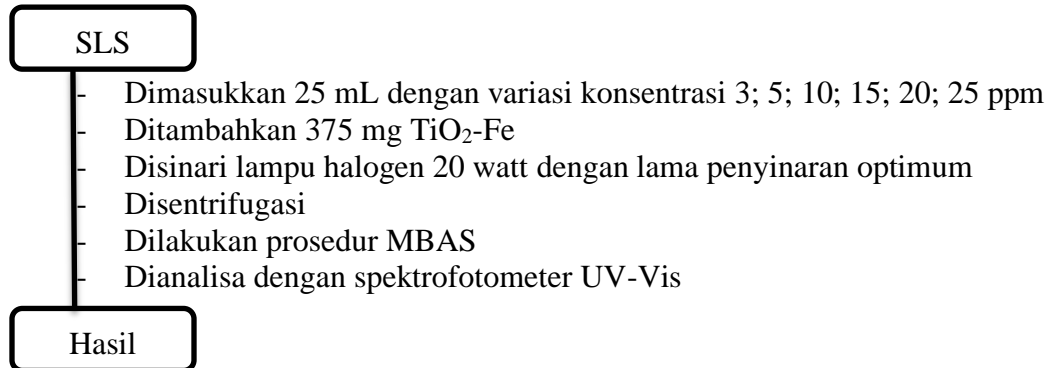 SLS
- Dimasukkan 25 mL dengan variasi konsentrasi 3; 5; 10; 15; 20; 25 ppm
- Ditambahkan 375 mg TiO₂-Fe
- Disinari lampu halogen 20 watt dengan lama penyinaran optimum
- Disentrifugasi
- Dilakukan prosedur MBAS
- Dianalisa dengan spektrofotometer UV-Vis
Hasil